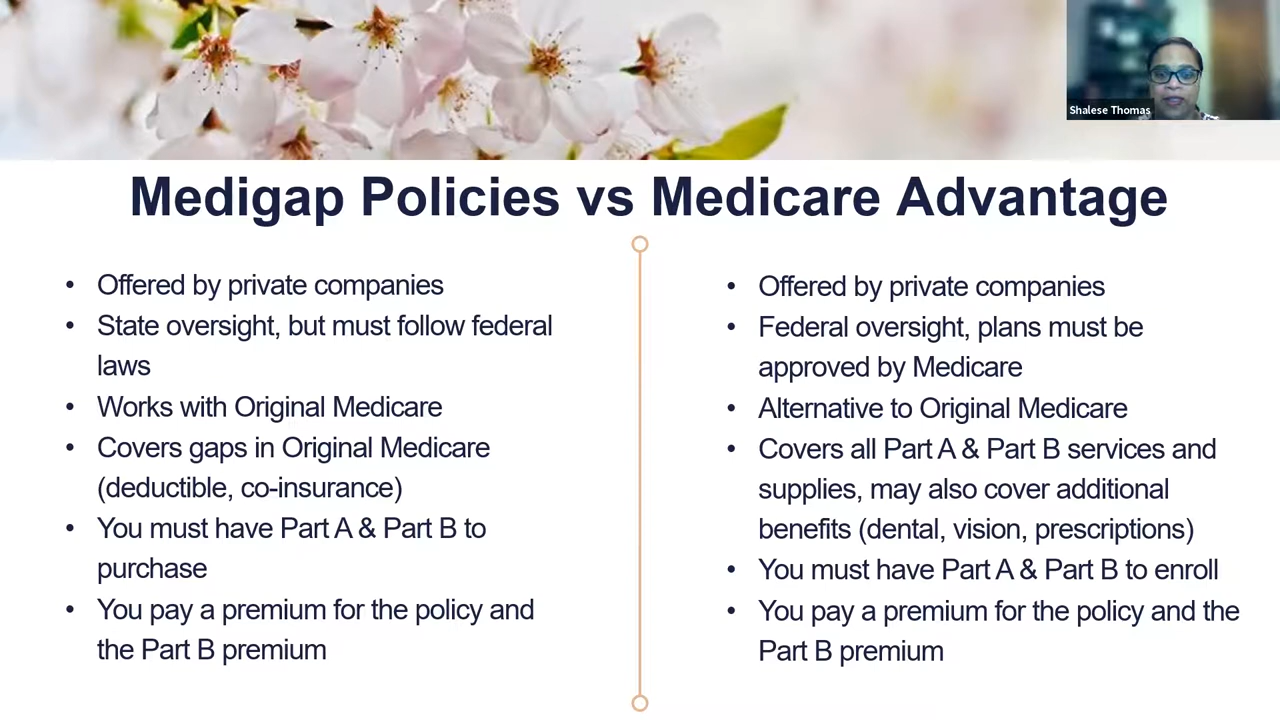 Shalese Thomas
Medigap Policies vs Medicare Advantage
• Offered by private companies
• State oversight, but must follow federal
laws
• Works with Original Medicare
• Covers gaps in Original Medicare
(deductible, co-insurance)
• You must have Part A & Part B to
purchase
• You pay a premium for the policy and
the Part B premium
• Offered by private companies
• Federal oversight, plans must be
approved by Medicare
• Alternative to Original Medicare
• Covers all Part A & Part B services and
supplies, may also cover additional
benefits (dental, vision, prescriptions)
• You must have Part A & Part B to enroll
• You pay a premium for the policy and the
Part B premium